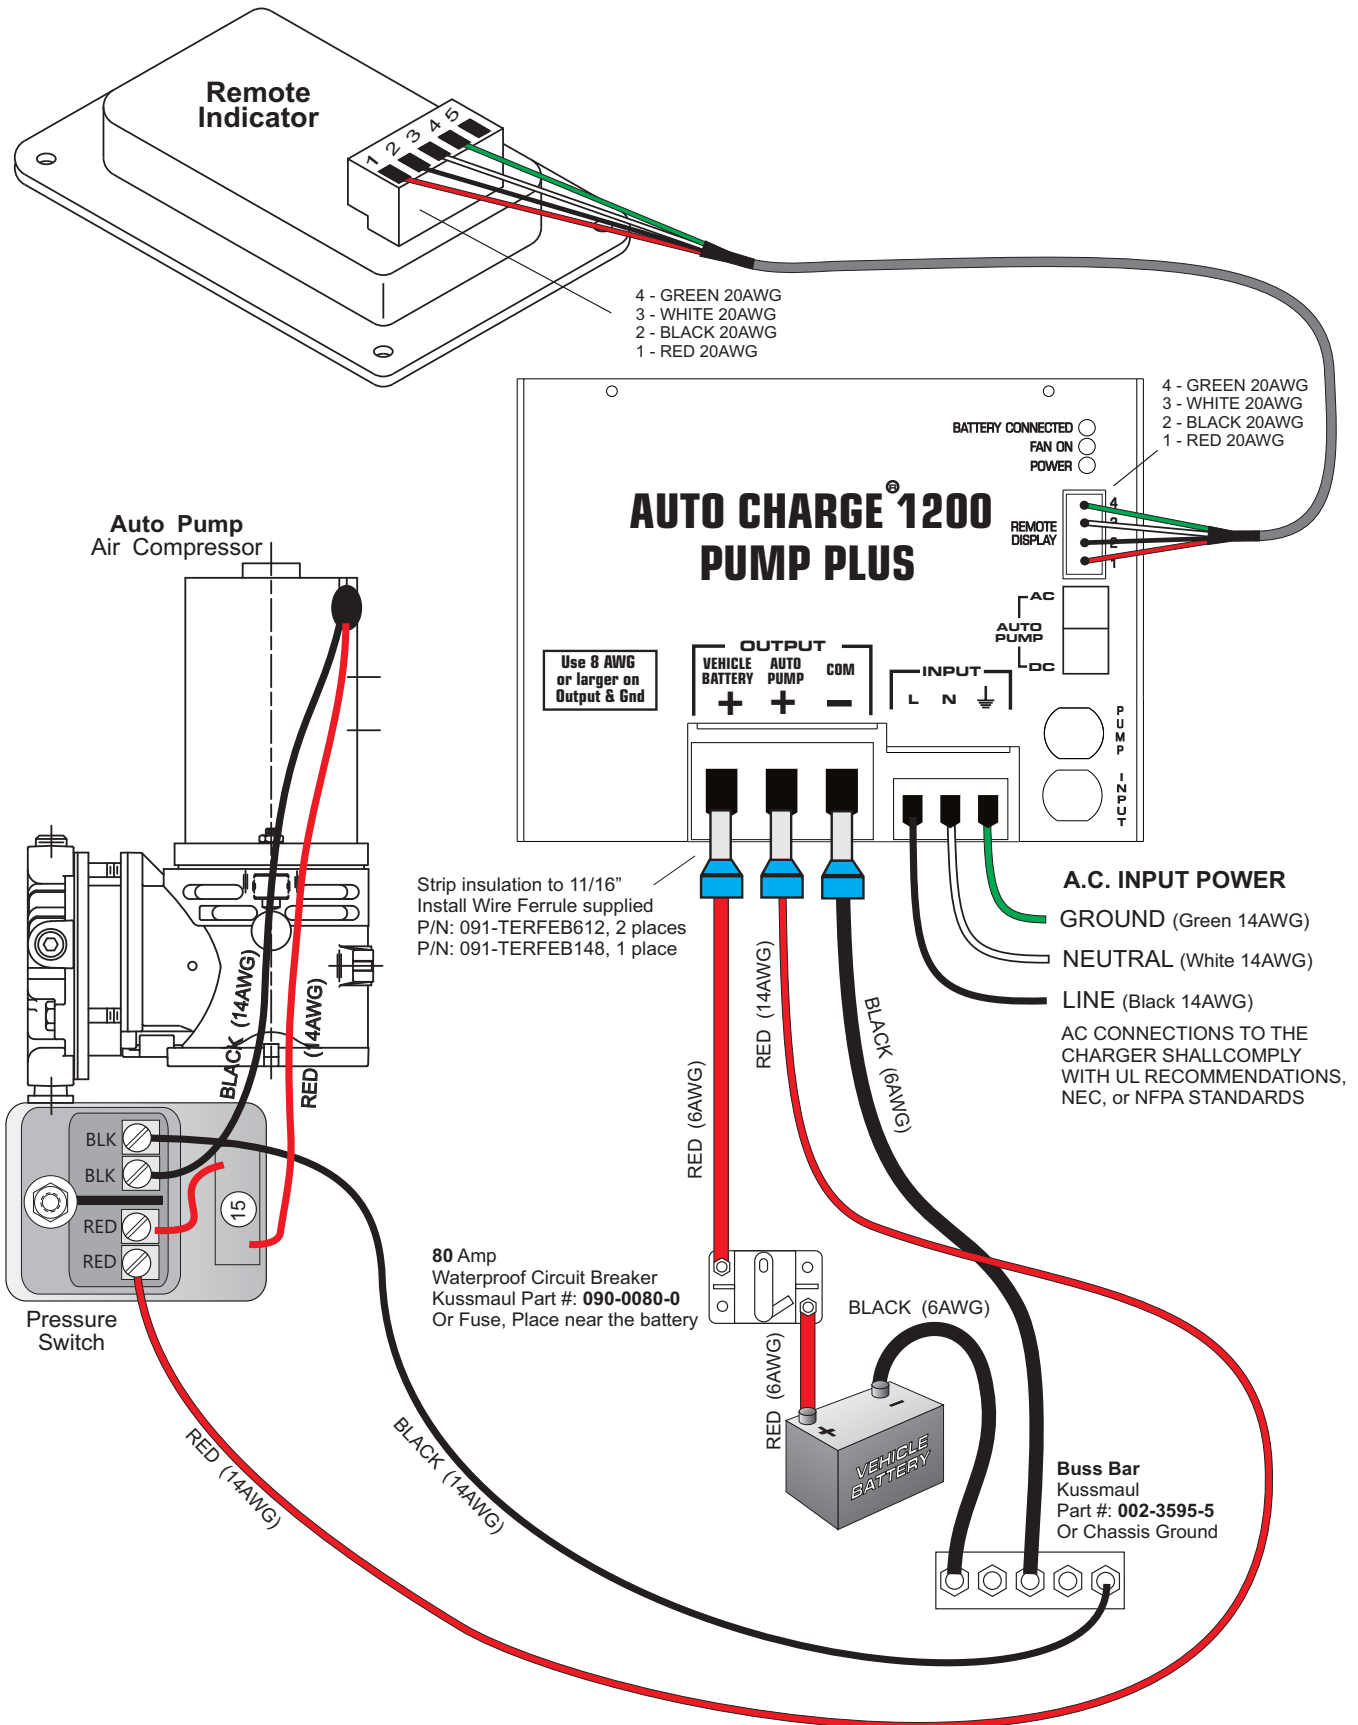 Remote
Indicator
1 2 3 4 5
4 - GREEN 20AWG
3 - WHITE 20AWG
2 - BLACK 20AWG
1 - RED 20AWG
4 - GREEN 20AWG
3 - WHITE 20AWG
2 - BLACK 20AWG
1 - RED 20AWG
BATTERY CONNECTED
FAN ON
POWER
AUTO CHARGE® 1200
PUMP PLUS
REMOTE
DISPLAY
4
3
2
1
AC
AUTO
PUMP
DC
PUMP
INPUT
Use 8 AWG
or larger on
Output & Gnd
OUTPUT
VEHICLE
BATTERY
+
AUTO
PUMP
+
COM
−
INPUT
L N
Auto Pump
Air Compressor
BLACK (14AWG)
RED (14AWG)
Strip insulation to 11/16”
Install Wire Ferrule supplied
P/N: 091-TERFEB612, 2 places
P/N: 091-TERFEB148, 1 place
A.C. INPUT POWER
GROUND (Green 14AWG)
NEUTRAL (White 14AWG)
LINE (Black 14AWG)
AC CONNECTIONS TO THE
CHARGER SHALLCOMPLY
WITH UL RECOMMENDATIONS,
NEC, or NFPA STANDARDS
RED (6AWG)
RED (14AWG)
BLACK (6AWG)
BLK
BLK
RED
RED
15
Pressure
Switch
80 Amp
Waterproof Circuit Breaker
Kussmaul Part #: 090-0080-0
Or Fuse, Place near the battery
RED (6AWG)
BLACK (6AWG)
+ −
VEHICLE
BATTERY
Buss Bar
Kussmaul
Part #: 002-3595-5
Or Chassis Ground
RED (14AWG)
BLACK (14AWG)